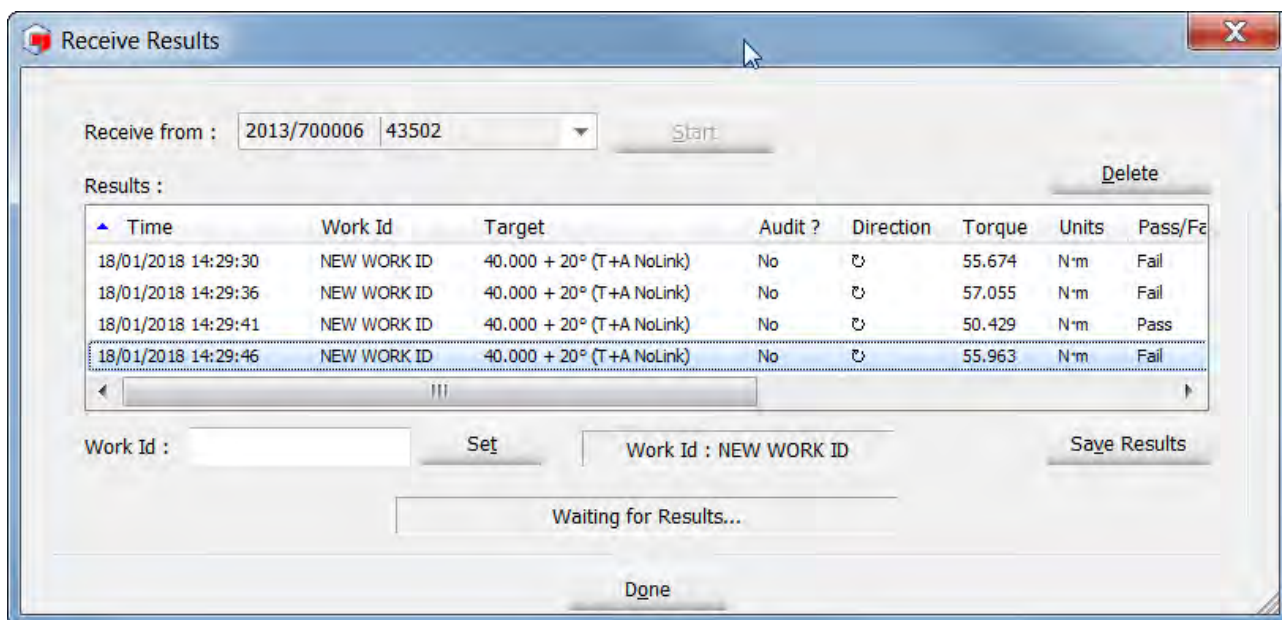 Receive Results
X
Receive from : 2013/700006 43502 Start
Delete
Results :
Time Work Id Target Audit ? Direction Torque Units Pass/Fa
18/01/2018 14:29:30 NEW WORK ID 40.000 + 20° (T+A NoLink) No ↻ 55.674 N·m Fail
18/01/2018 14:29:36 NEW WORK ID 40.000 + 20° (T+A NoLink) No ↻ 57.055 N·m Fail
18/01/2018 14:29:41 NEW WORK ID 40.000 + 20° (T+A NoLink) No ↻ 50.429 N·m Pass
18/01/2018 14:29:46 NEW WORK ID 40.000 + 20° (T+A NoLink) No ↻ 55.963 N·m Fail
Work Id : Set Work Id : NEW WORK ID Save Results
Waiting for Results...
Done